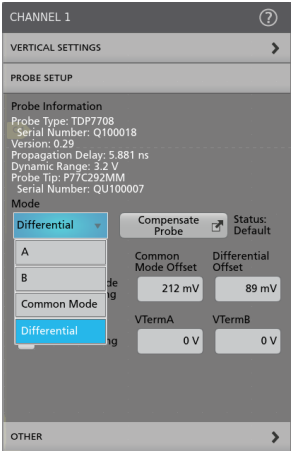 CHANNEL 1
?
VERTICAL SETTINGS
PROBE SETUP
Probe Information
Probe Type: TDP7708
Serial Number: Q100018
Version: 0.29
Propagation Delay: 5.881 ns
Dynamic Range: 3.2 V
Probe Tip: P77C292MM
Serial Number: QU100007
Mode
Differential
Compensate
Probe
Status:
Default
A
B
Common Mode
Differential
Common
Mode Offset
Differential
Offset
212 mV
89 mV
VTermA
VTermB
0 V
0 V
OTHER